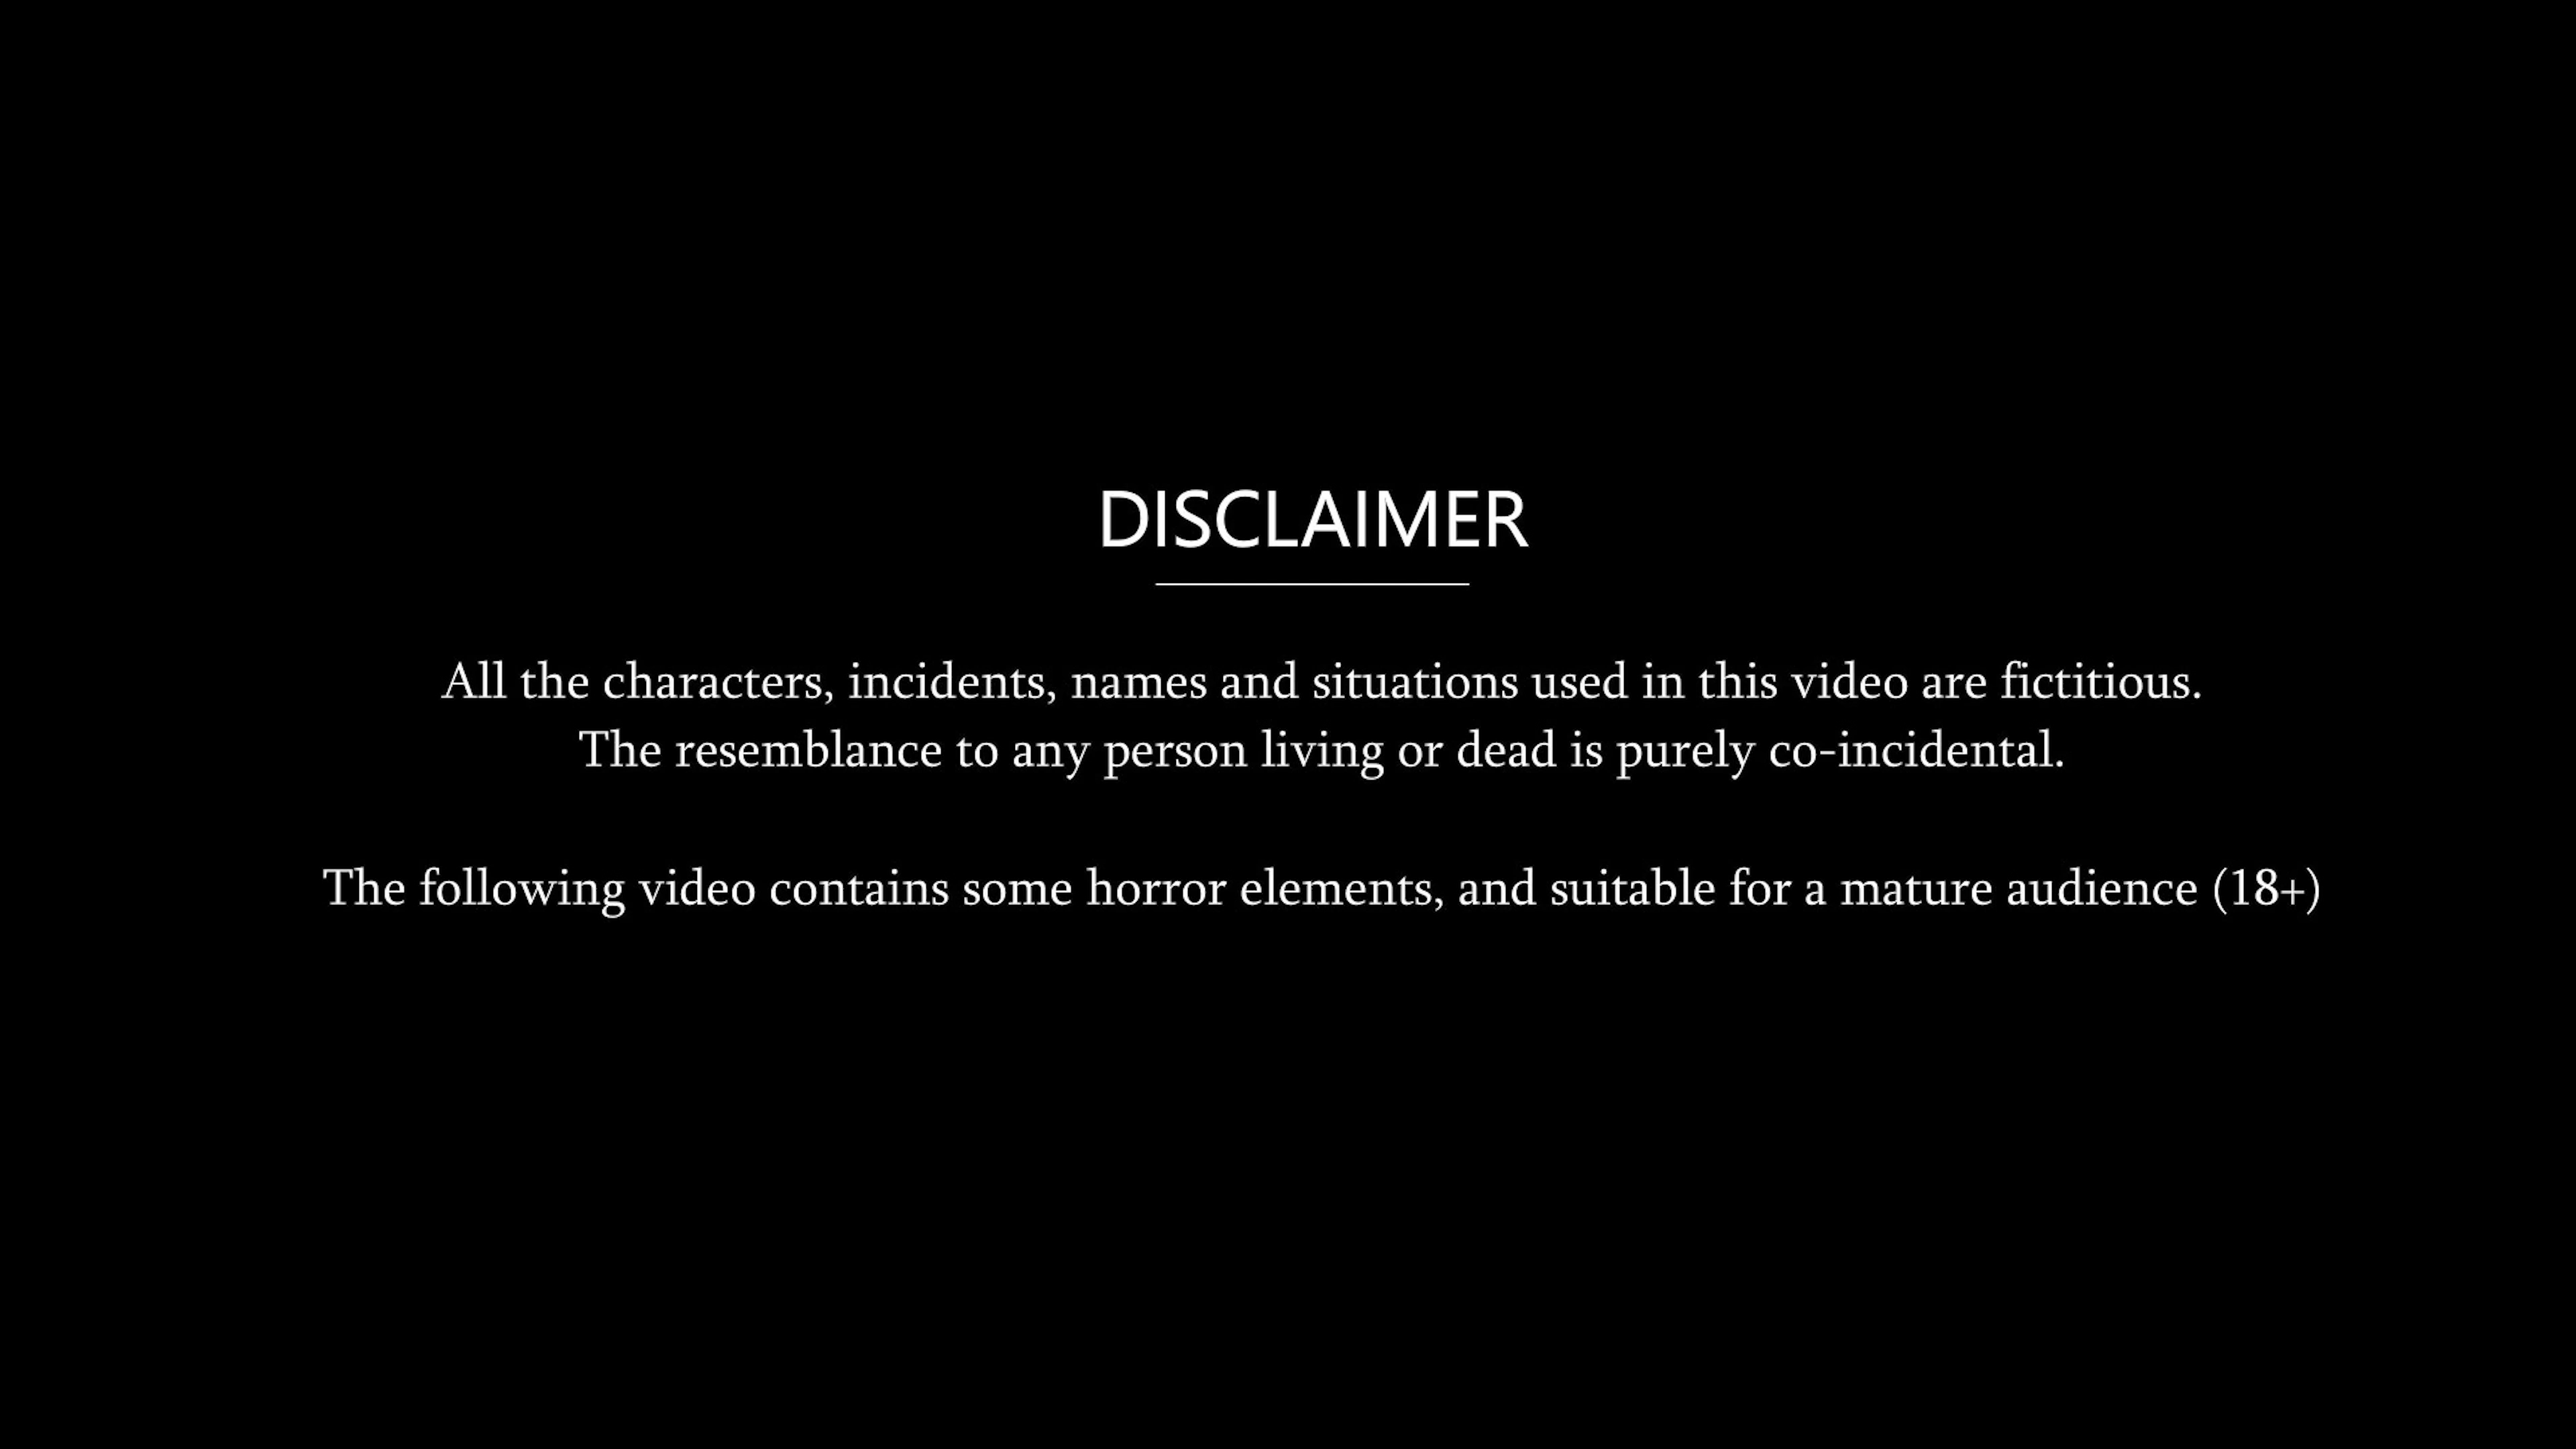 DISCLAIMER
All the characters, incidents, names and situations used in this video are fictitious.
The resemblance to any person living or dead is purely co-incidental.
The following video contains some horror elements, and suitable for a mature audience (18+)